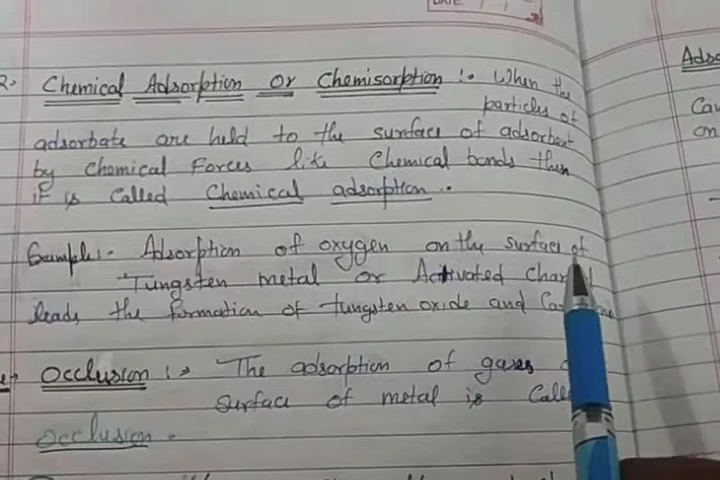 DATE
2. Chemical Adsorption or Chemisorption :- When the
particles of
adsorbate are held to the surface of adsorbent
by chemical forces like chemical bonds then
it is called chemical adsorption.
Example:- Adsorption of oxygen on the surface of
Tungsten metal or Activated
leads the formation of tungsten oxide and
Occlusion :→ The adsorption of gases
surface of metal is
occlusion.
on